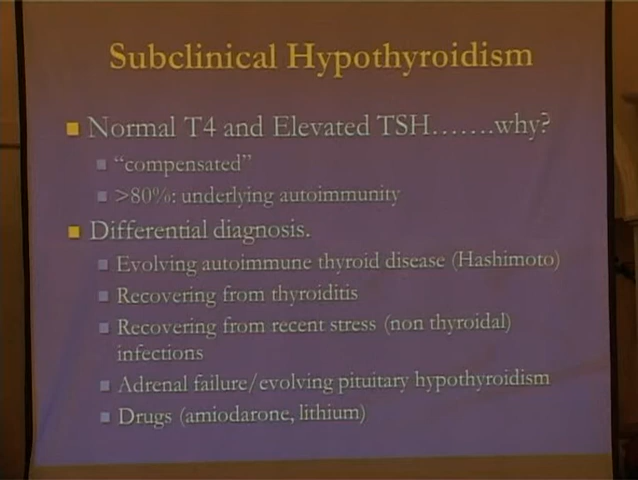 Subclinical Hypothyroidism
Normal T4 and Elevated TSH.......why?
"compensated"
>80%: underlying autoimmunity
Differential diagnosis.
Evolving autoimmune thyroid disease (Hashimoto)
Recovering from thyroiditis
Recovering from recent stress (non thyroidal)
infections
Adrenal failure/evolving pituitary hypothyroidism
Drugs (amiodarone, lithium)